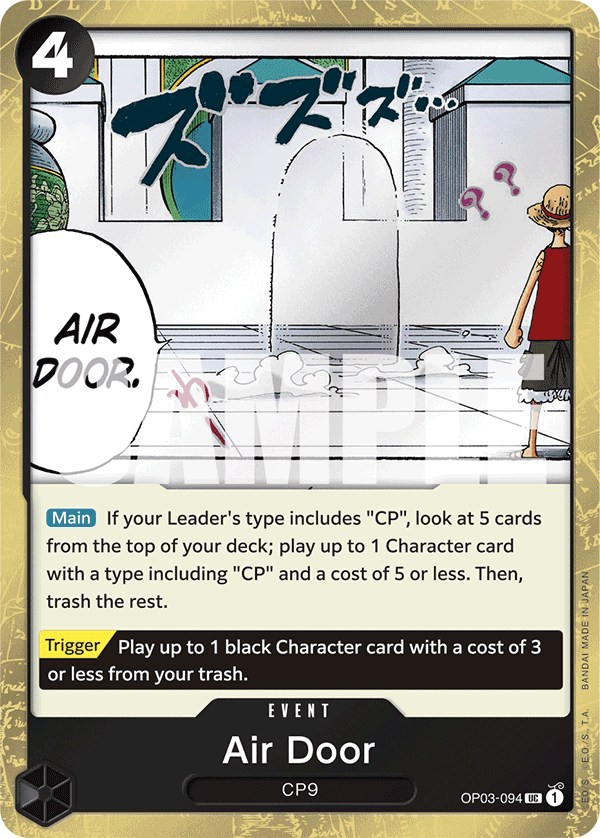 4
ズズズ…
? ?
AIR
DOOR.
SAMPLE
Main If your Leader's type includes "CP", look at 5 cards
from the top of your deck; play up to 1 Character card
with a type including "CP" and a cost of 5 or less. Then,
trash the rest.
Trigger Play up to 1 black Character card with a cost of 3
or less from your trash.
EVENT
Air Door
CP9
OP03-094 UC 1
BANDAI MADE IN JAPAN